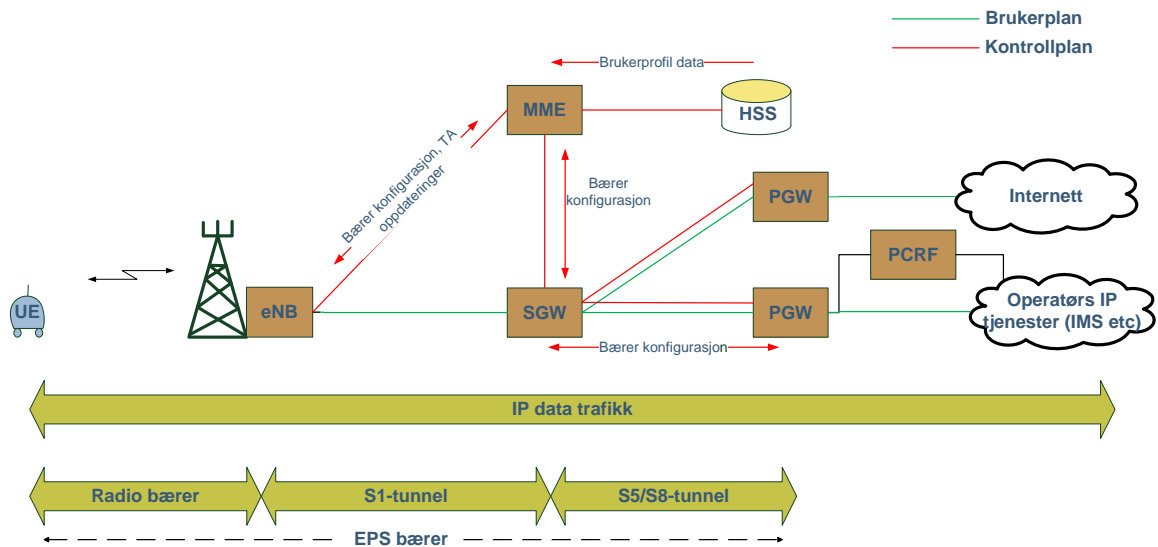 Brukerplan
Kontrollplan
Brukerprofil data
MME
HSS
Bærer konfigurasjon, TA
oppdateringer
Bærer
konfigurasjon
PGW
Internett
PCRF
UE
eNB
SGW
PGW
Operatørs IP
tjenester (IMS etc)
Bærer konfigurasjon
IP data trafikk
Radio bærer
S1-tunnel
S5/S8-tunnel
EPS bærer